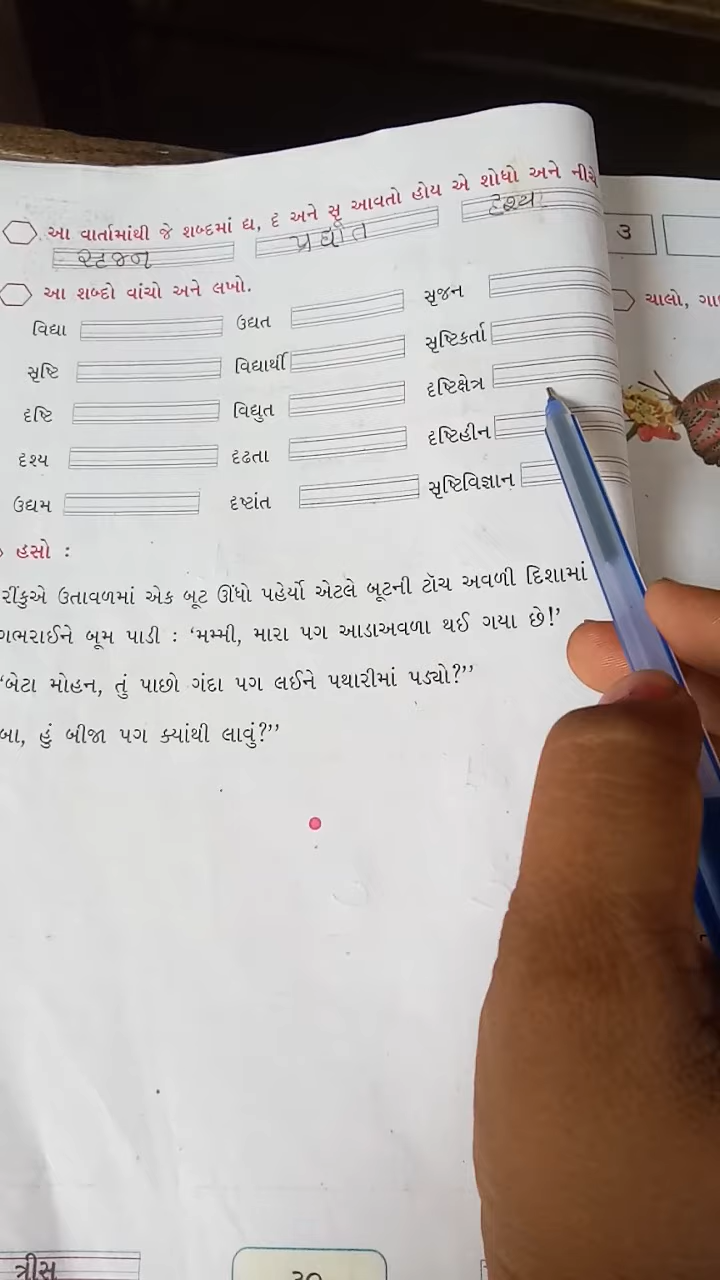 આ વાર્તામાંથી જે શબ્દમાં દ્ય, દૃ અને સૃ આવતો હોય એ શોધો અને નીચે
સૃજન પ્રદ્યોત દૃશ્ય
આ શબ્દો વાંચો અને લખો.
વિદ્યા ઉદ્યત સૃજન
સૃષ્ટિ વિદ્યાર્થી સૃષ્ટિકર્તા
દૃષ્ટિ વિદ્યુત દૃષ્ટિક્ષેત્ર
દૃશ્ય દૃઢતા દૃષ્ટિહીન
ઉદ્યમ દૃષ્ટાંત સૃષ્ટિવિજ્ઞાન
હસો :
રીંકુએ ઉતાવળમાં એક બૂટ ઊંધો પહેર્યો એટલે બૂટની ટૉચ અવળી દિશામાં
ગભરાઈને બૂમ પાડી : ‘મમ્મી, મારા પગ આડાઅવળા થઈ ગયા છે!’
‘બેટા મોહન, તું પાછો ગંદા પગ લઈને પથારીમાં પડ્યો?’’
બા, હું બીજા પગ ક્યાંથી લાવું?’’
ત્રીસ
૩૦
૩
ચાલો, ગા